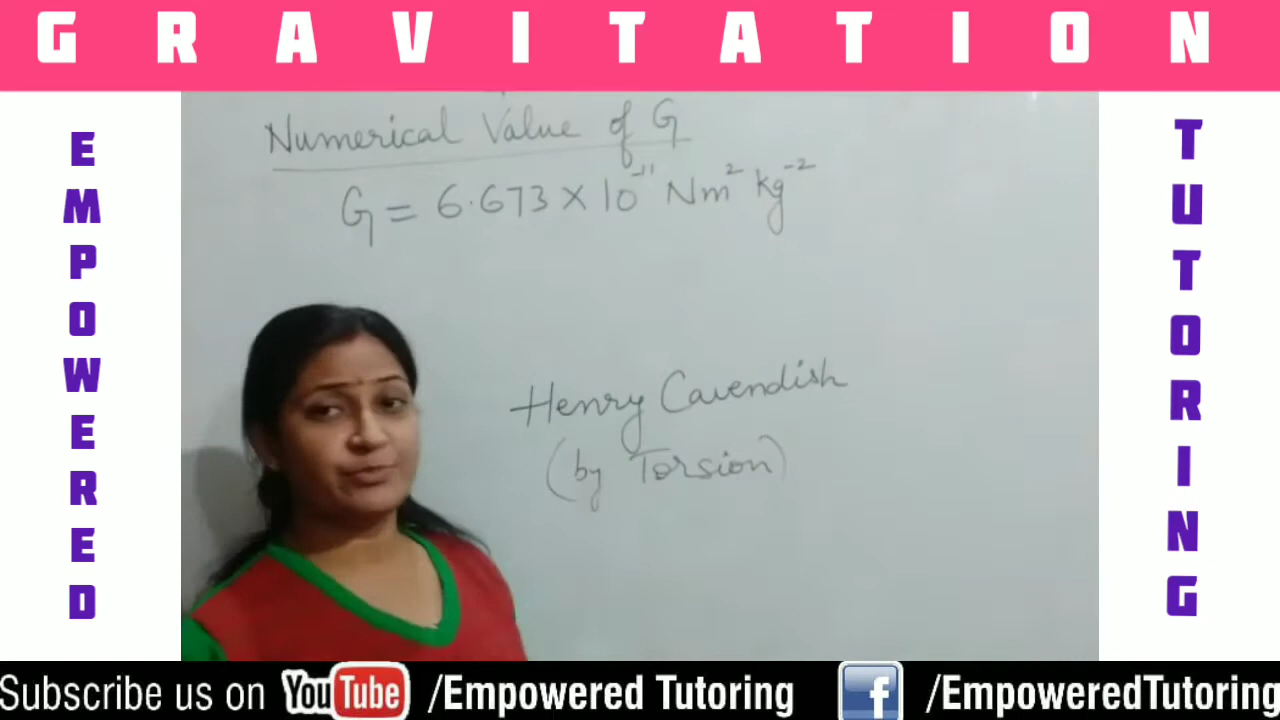 GRAVITATION
EMPOWERED
TUTORING
Numerical Value of G
G = 6.673 × 10⁻¹¹ Nm² kg⁻²
Henry Cavendish
(by Torsion)
Subscribe us on YouTube /Empowered Tutoring f /EmpoweredTutoring